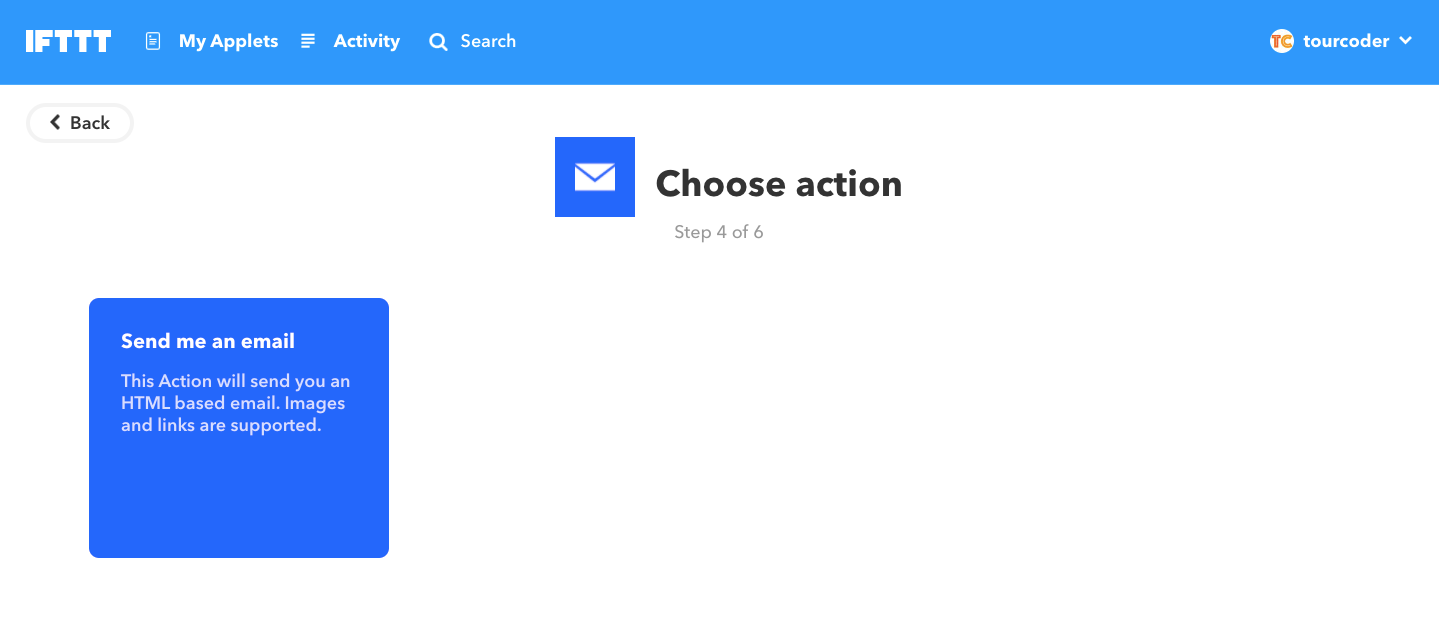 IFTTT My Applets Activity Search TC tourcoder
Back
Choose action
Step 4 of 6
Send me an email
This Action will send you an
HTML based email. Images
and links are supported.